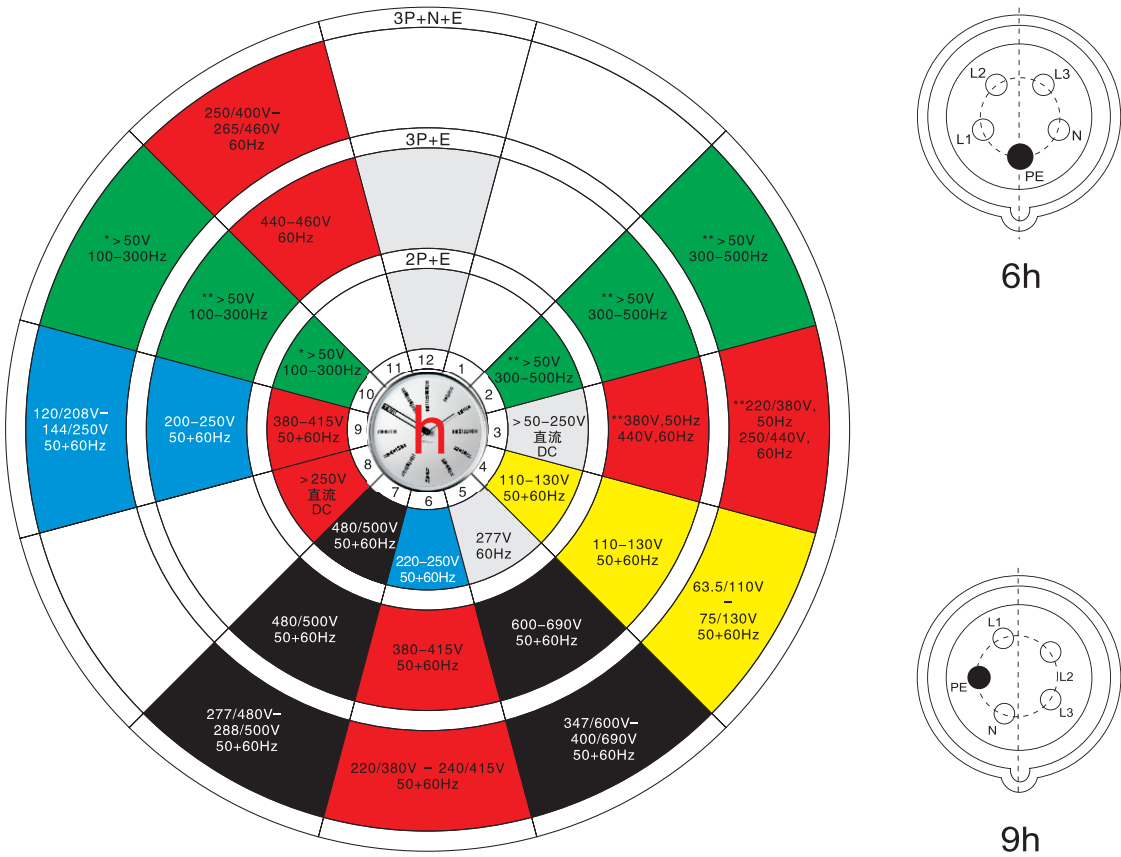 3P+N+E
250/400V–
265/460V
60Hz
3P+E
440–460V
60Hz
2P+E
*>50V
100–300Hz
**>50V
100–300Hz
*>50V
100–300Hz
**>50V
300–500Hz
**>50V
300–500Hz
**>50V
300–500Hz
12
1
2
3
4
5
6
7
8
9
10
11
h
120/208V–
144/250V
50+60Hz
200–250V
50+60Hz
380–415V
50+60Hz
>50–250V
直流
DC
**380V,50Hz
440V,60Hz
**220/380V,
50Hz
250/440V,
60Hz
>250V
直流
DC
110–130V
50+60Hz
480/500V
50+60Hz
220–250V
50+60Hz
277V
60Hz
110–130V
50+60Hz
63.5/110V
–
75/130V
50+60Hz
480/500V
50+60Hz
380–415V
50+60Hz
600–690V
50+60Hz
277/480V–
288/500V
50+60Hz
220/380V – 240/415V
50+60Hz
347/600V–
400/690V
50+60Hz
L2
L3
L1
N
PE
6h
L1
L2
PE
L3
N
9h